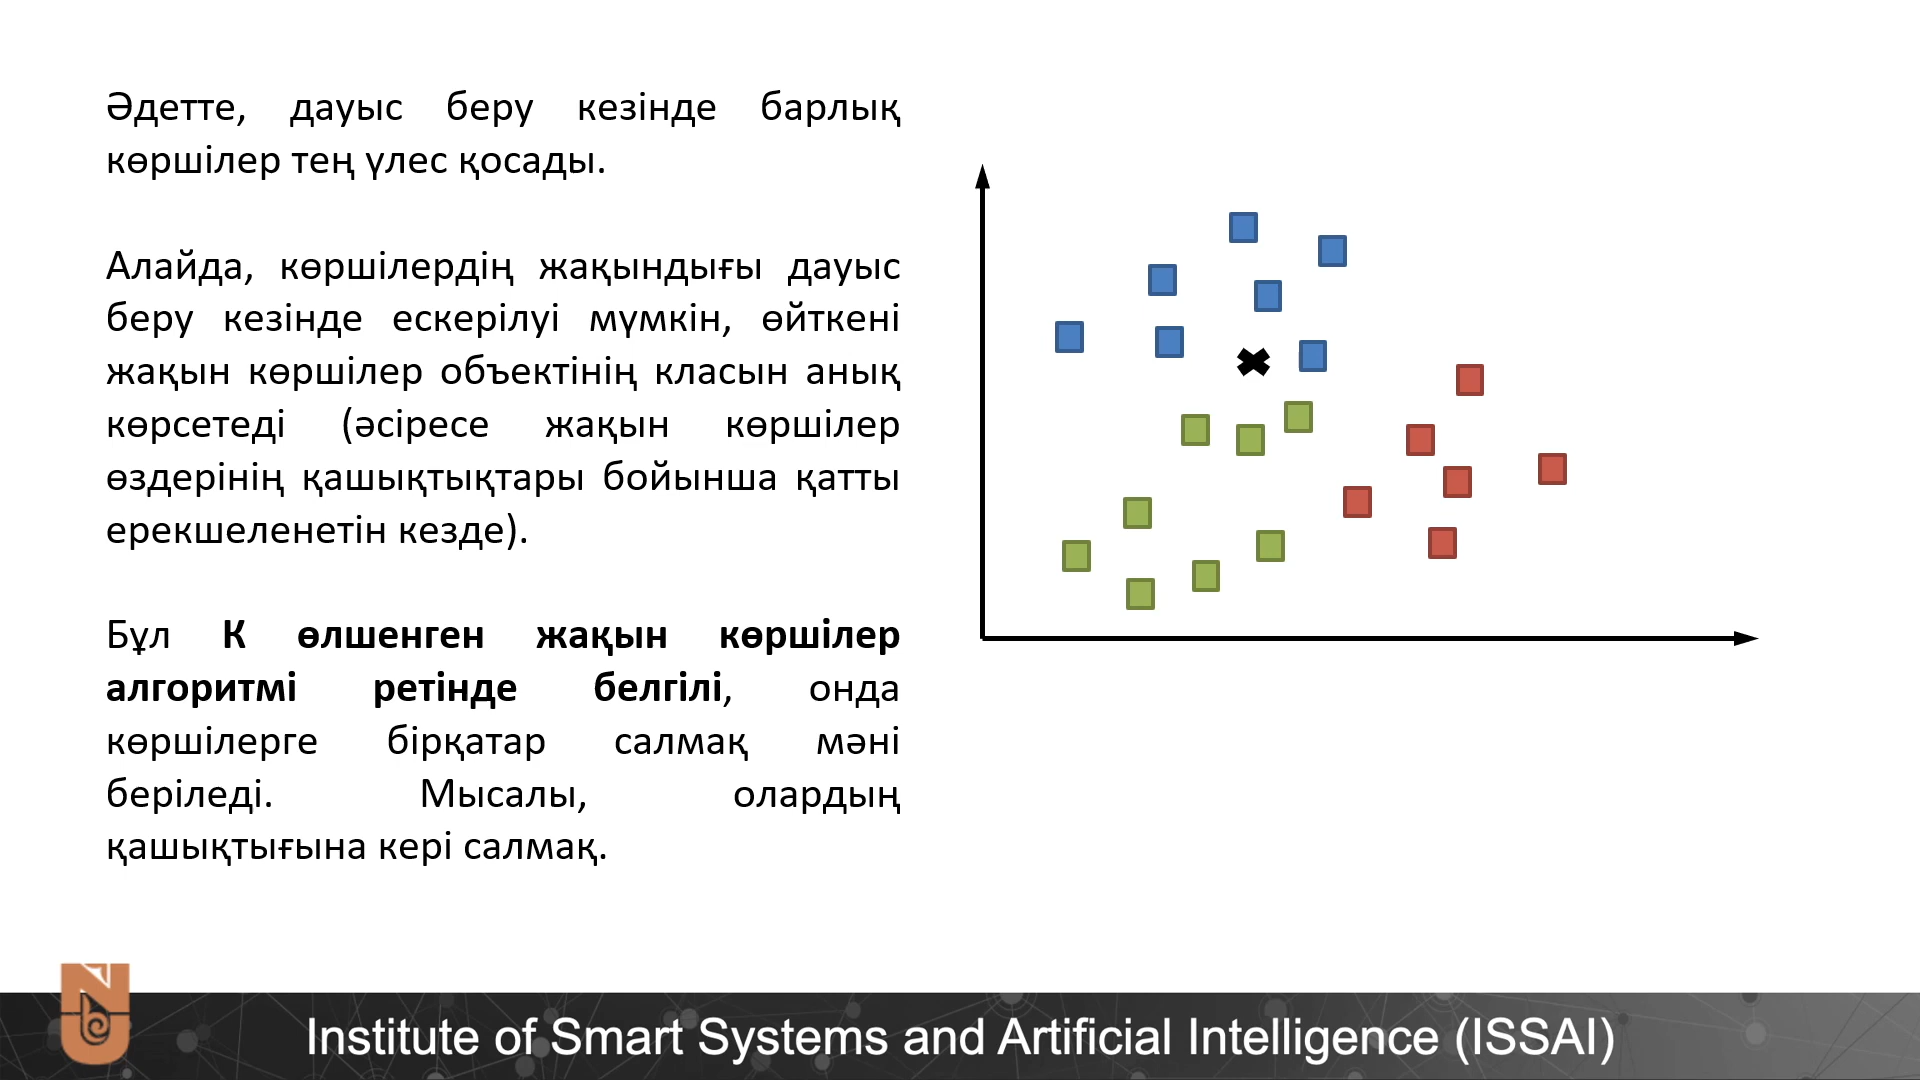 Әдетте, дауыс беру кезінде барлық
көршілер тең үлес қосады.
Алайда, көршілердің жақындығы дауыс
беру кезінде ескерілуі мүмкін, өйткені
жақын көршілер объектінің класын анық
көрсетеді (әсіресе жақын көршілер
өздерінің қашықтықтары бойынша қатты
ерекшеленетін кезде).
Бұл К өлшенген жақын көршілер
алгоритмі ретінде белгілі, онда
көршілерге бірқатар салмақ мәні
беріледі. Мысалы, олардың
қашықтығына кері салмақ.
Institute of Smart Systems and Artificial Intelligence (ISSAI)